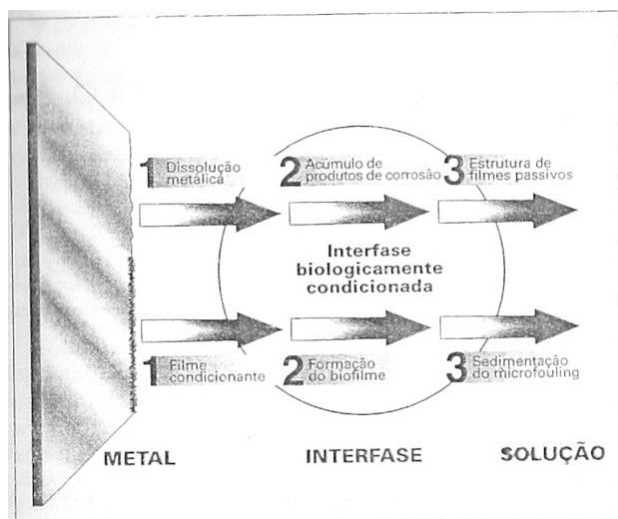 1 Dissolução
metálica
2 Acúmulo de
produtos de corrosão
3 Estrutura de
filmes passivos
Interfase
biologicamente
condicionada
1 Filme
condicionante
2 Formação
do biofilme
3 Sedimentação
do microfouling
METAL
INTERFASE
SOLUÇÃO